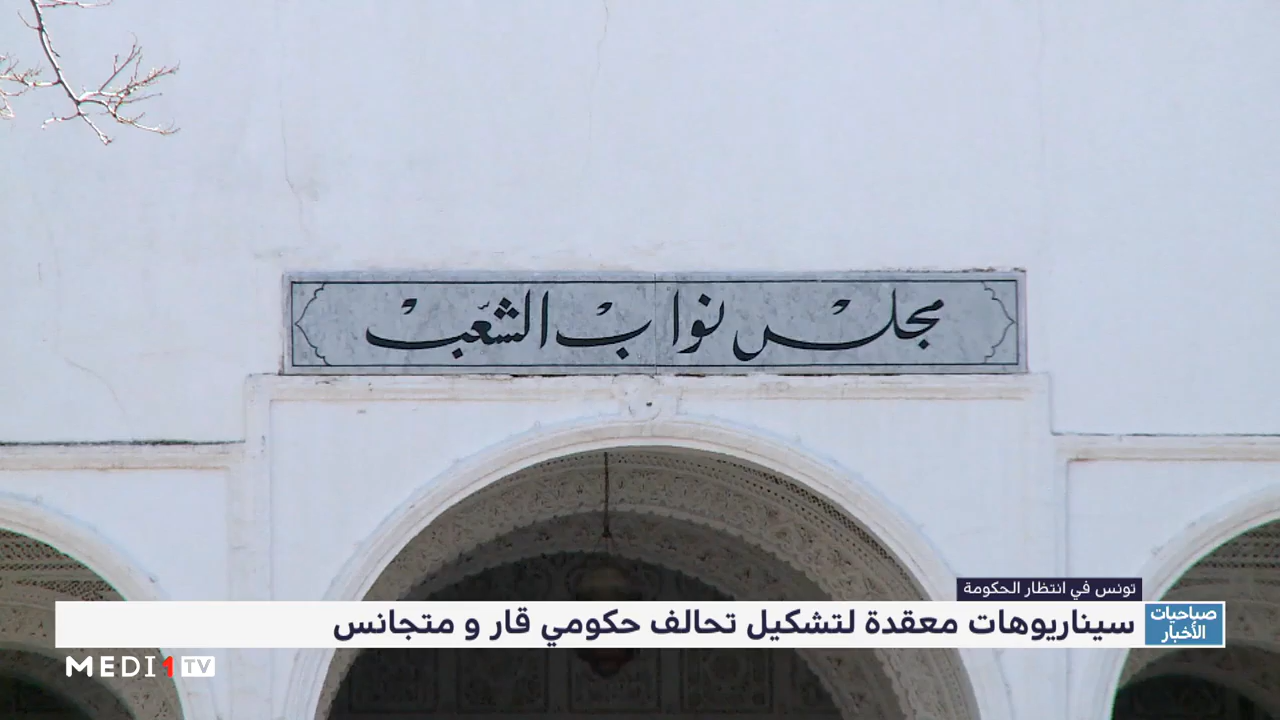 مجلس نواب الشعب
تونس في انتظار الحكومة
صباحيات
الأخبار
سيناريوهات معقدة لتشكيل تحالف حكومي قار و متجانس
MEDI1TV